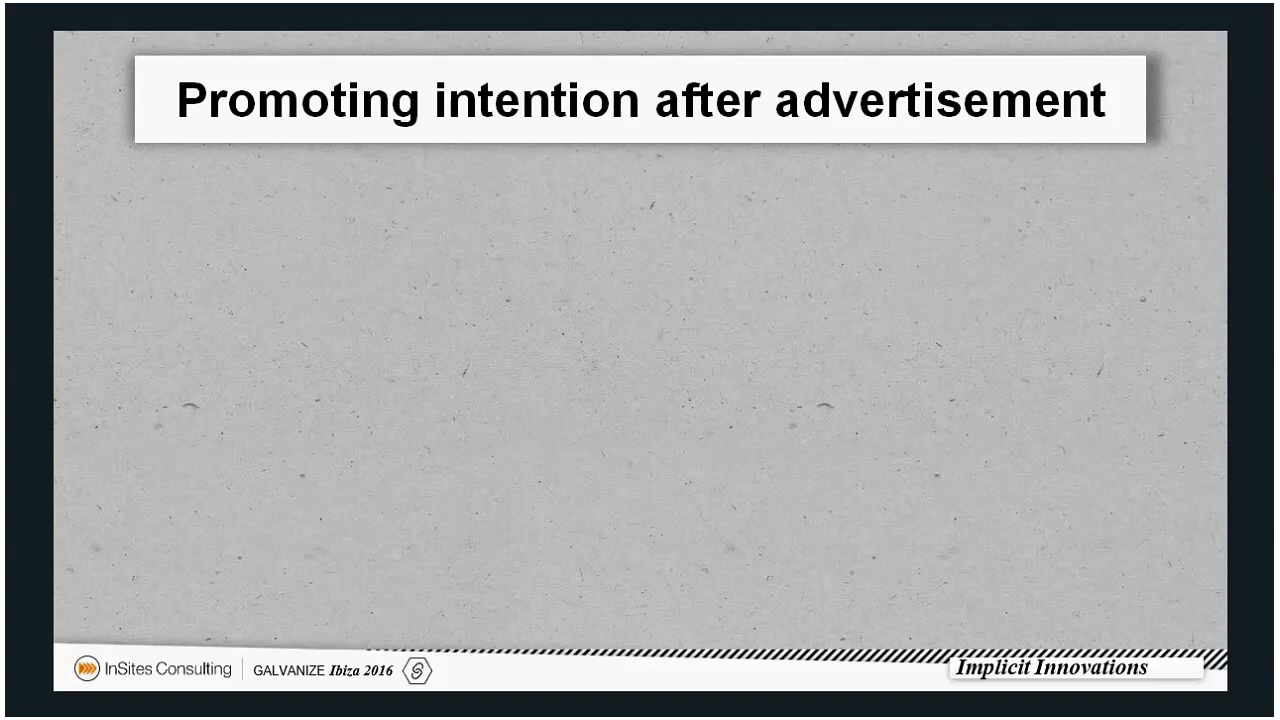 Promoting intention after advertisement
InSites Consulting
GALVANIZE Ibiza 2016
Implicit Innovations